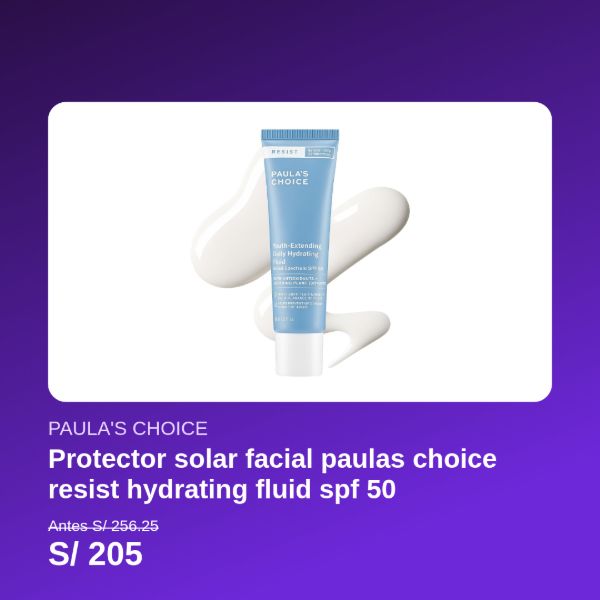 RESIST
PAULA'S
CHOICE
Youth-Extending
Daily Hydrating
Fluid
PAULA'S CHOICE
Protector solar facial paulas choice
resist hydrating fluid spf 50
Antes S/ 256.25
S/ 205